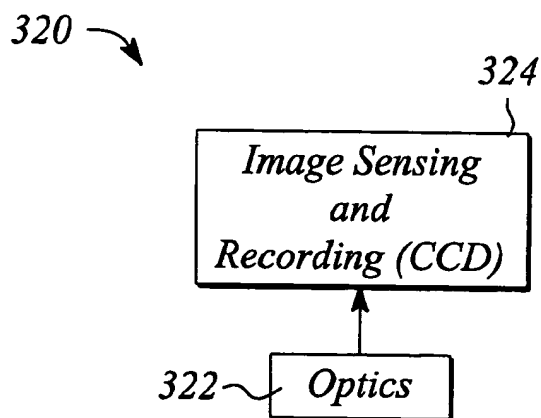 320
324
Image Sensing
and
Recording (CCD)
322
Optics